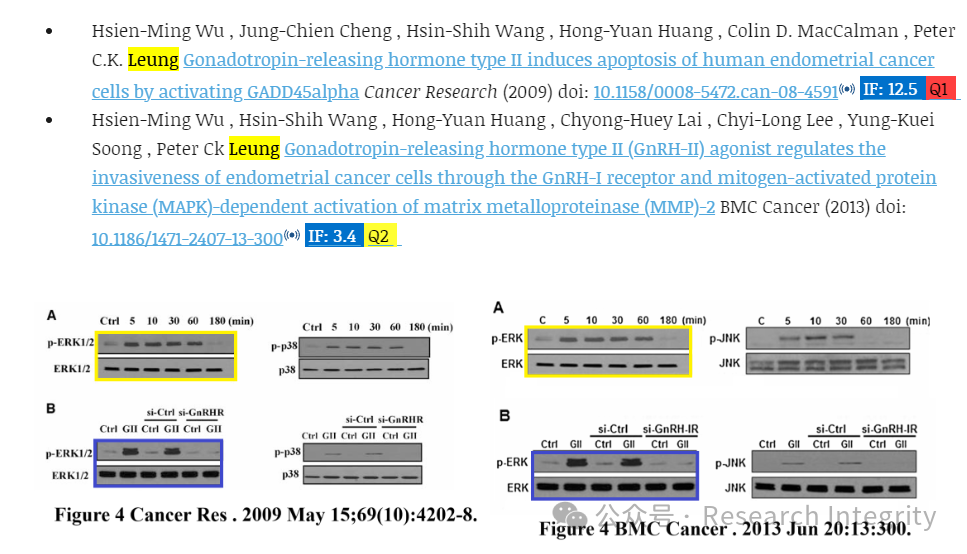 Hsien-Ming Wu , Jung-Chien Cheng , Hsin-Shih Wang , Hong-Yuan Huang , Colin D. MacCalman , Peter
C.K. Leung Gonadotropin-releasing hormone type II induces apoptosis of human endometrial cancer
cells by activating GADD45alpha Cancer Research (2009) doi: 10.1158/0008-5472.can-08-4591 IF: 12.5 Q1
Hsien-Ming Wu , Hsin-Shih Wang , Hong-Yuan Huang , Chyong-Huey Lai , Chyi-Long Lee , Yung-Kuei
Soong , Peter Ck Leung Gonadotropin-releasing hormone type II (GnRH-II) agonist regulates the
invasiveness of endometrial cancer cells through the GnRH-I receptor and mitogen-activated protein
kinase (MAPK)-dependent activation of matrix metalloproteinase (MMP)-2 BMC Cancer (2013) doi:
10.1186/1471-2407-13-300 IF: 3.4 Q2
A
Ctrl 5 10 30 60 180 (min)
p-ERK1/2
ERK1/2
Ctrl 5 10 30 60 180 (min)
p-p38
p38
B
si-Ctrl si-GnRHR
Ctrl GII Ctrl GII Ctrl GII
p-ERK1/2
ERK1/2
si-Ctrl si-GnRHR
Ctrl GII Ctrl GII Ctrl GII
p-p38
p38
Figure 4 Cancer Res . 2009 May 15;69(10):4202-8.
A
C 5 10 30 60 180 (min)
p-ERK
ERK
C 5 10 30 60 180 (min)
p-JNK
JNK
B
si-Ctrl si-GnRH-IR
Ctrl GII Ctrl GII Ctrl GII
p-ERK
ERK
si-Ctrl si-GnRH-IR
Ctrl GII Ctrl GII Ctrl GII
p-JNK
JNK
Figure 4 BMC Cancer . 2013 Jun 20:13:300.
公众号 · Research Integrity